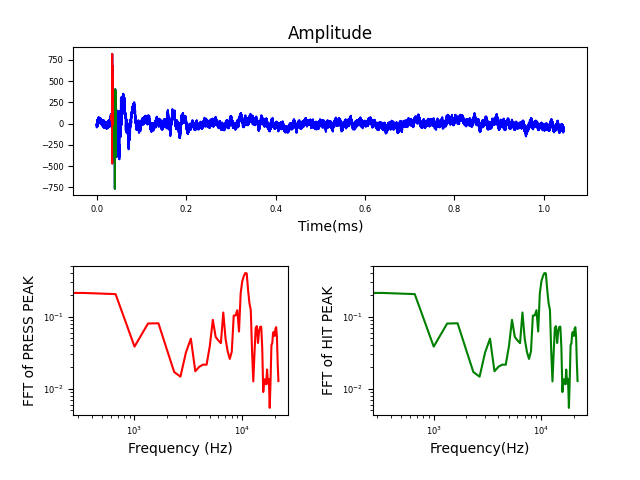 Amplitude
750
500
250
0
−250
−500
−750
0.0 0.2 0.4 0.6 0.8 1.0
Time(ms)
FFT of PRESS PEAK
10⁻¹
10⁻²
10³ 10⁴
Frequency (Hz)
FFT of HIT PEAK
10⁻¹
10⁻²
10³ 10⁴
Frequency(Hz)